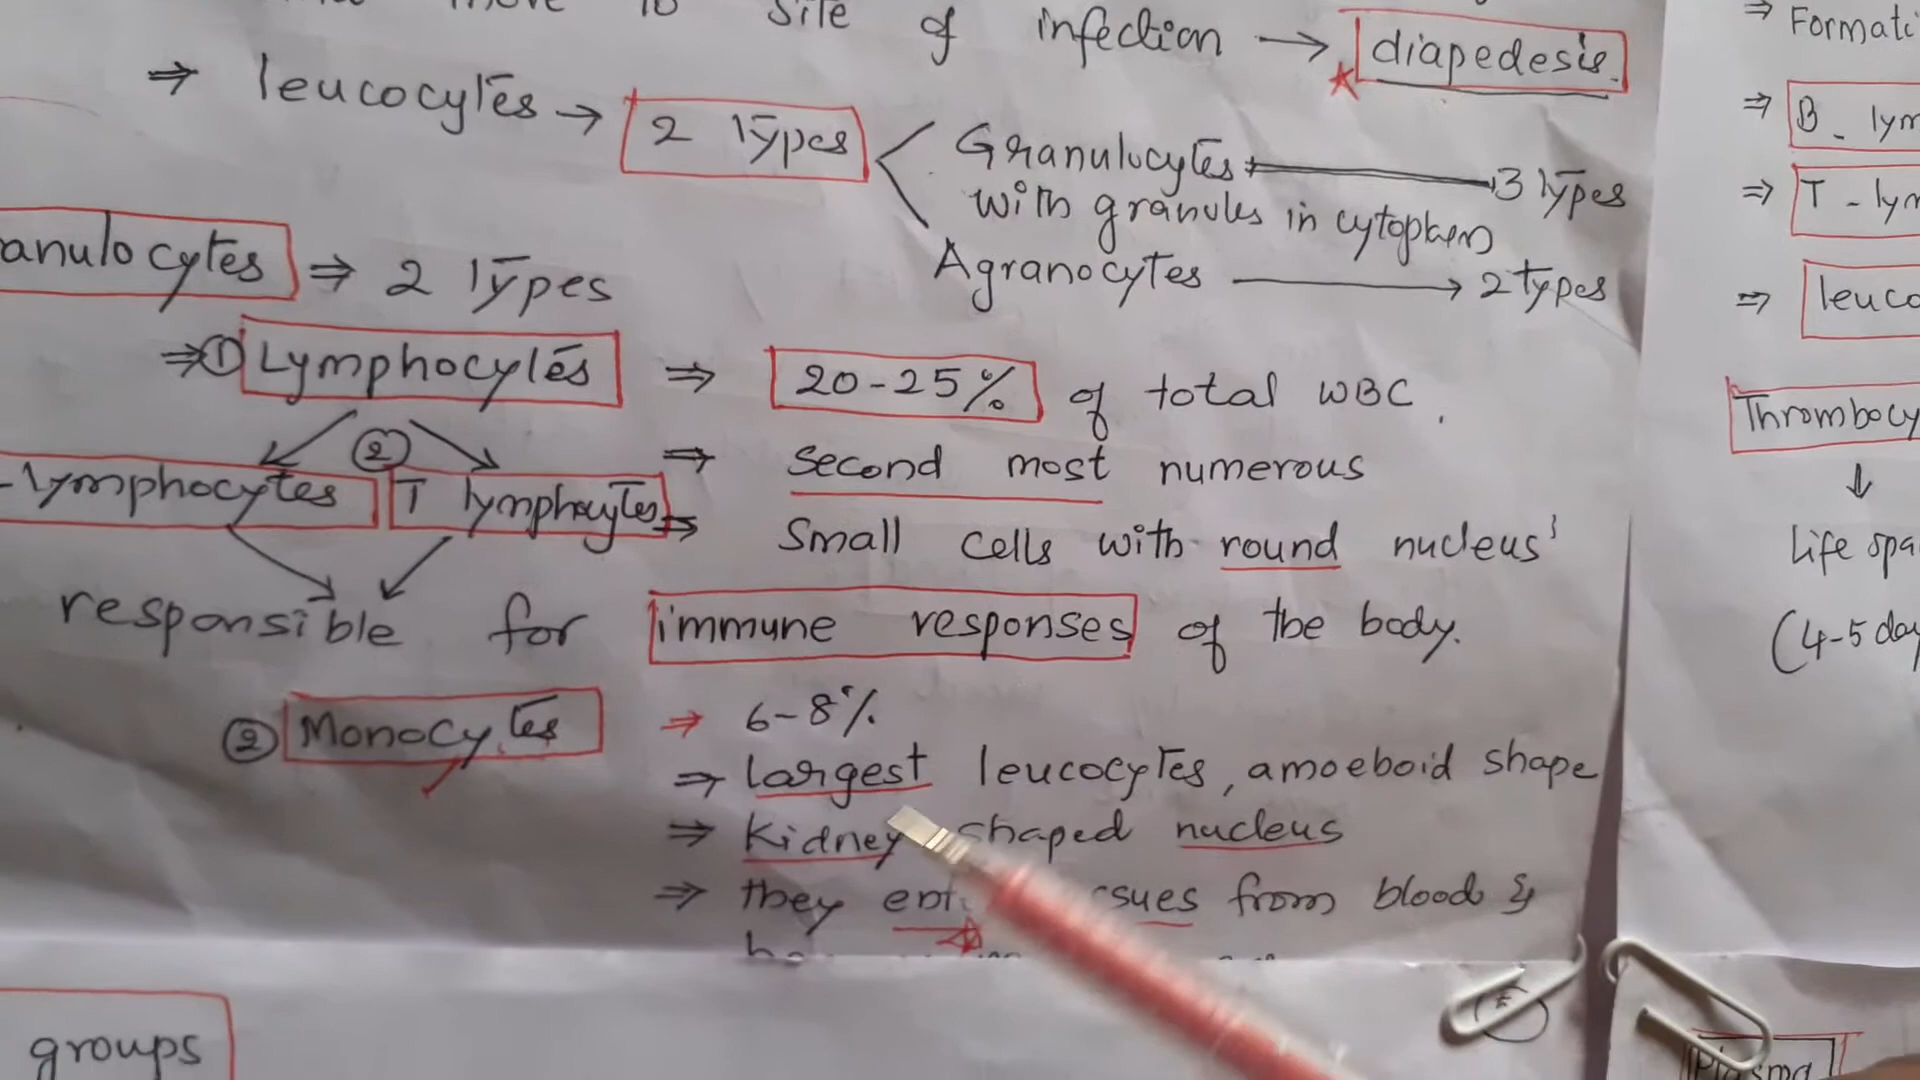 site of infection → diapedesis.
⇒ leucocytes → 2 Types
Granulocytes 3 types
with granules in cytoplasm
Agranocytes → 2 types
anulocytes ⇒ 2 Types
⇒ ① Lymphocytes ⇒ 20-25% of total WBC.
②
-lymphocytes T lymphocytes
⇒ Second most numerous
⇒ Small cells with round nucleus
responsible for immune responses of the body.
② Monocytes ⇒ 6-8%
⇒ largest leucocytes, amoeboid shape
⇒ Kidney shaped nucleus
⇒ they from blood &
groups
⇒ Formati
⇒ B - lym
⇒ T - lym
⇒ leuco
Thrombocy
↓
Life spa
(4-5 day
Plasma